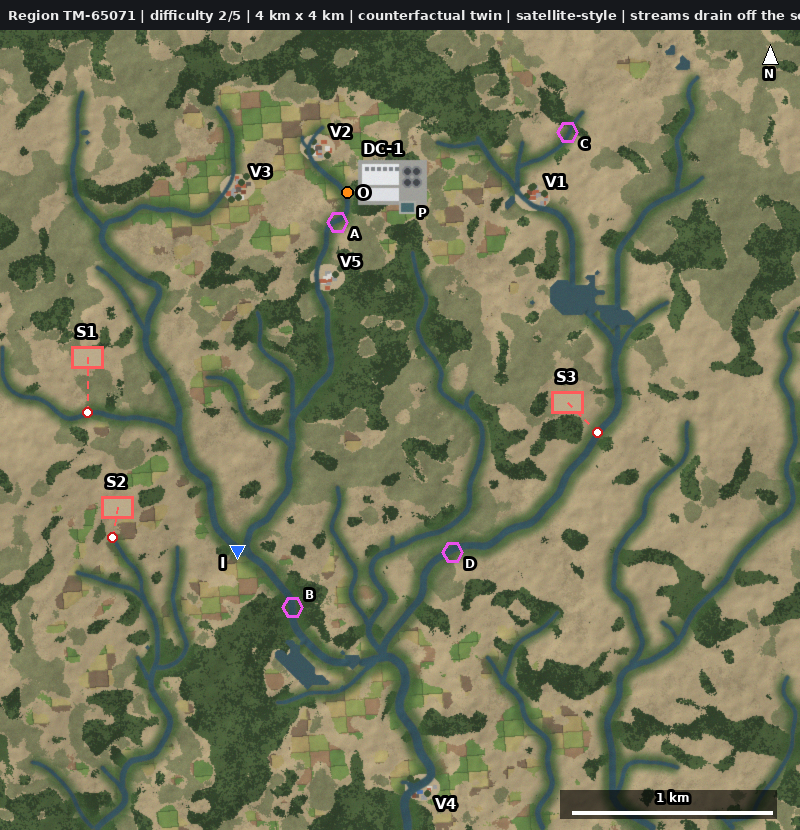 Region TM-65071 | difficulty 2/5 | 4 km x 4 km | counterfactual twin | satellite-style | streams drain off the
N
V2
DC-1
C
V3
V1
O
P
A
V5
S1
S3
S2
I
D
B
1 km
V4